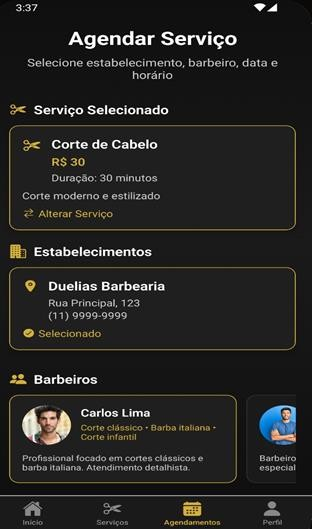 3:37
Agendar Serviço
Selecione estabelecimento, barbeiro, data e
horário
Serviço Selecionado
Corte de Cabelo
R$ 30
Duração: 30 minutos
Corte moderno e estilizado
Alterar Serviço
Estabelecimentos
Duelias Barbearia
Rua Principal, 123
(11) 9999-9999
Selecionado
Barbeiros
Carlos Lima
Corte clássico • Barba italiana •
Corte infantil
Profissional focado em cortes clássicos e
barba italiana. Atendimento detalhista.
Barbeiro
especial
Início
Serviços
Agendamentos
Perfil